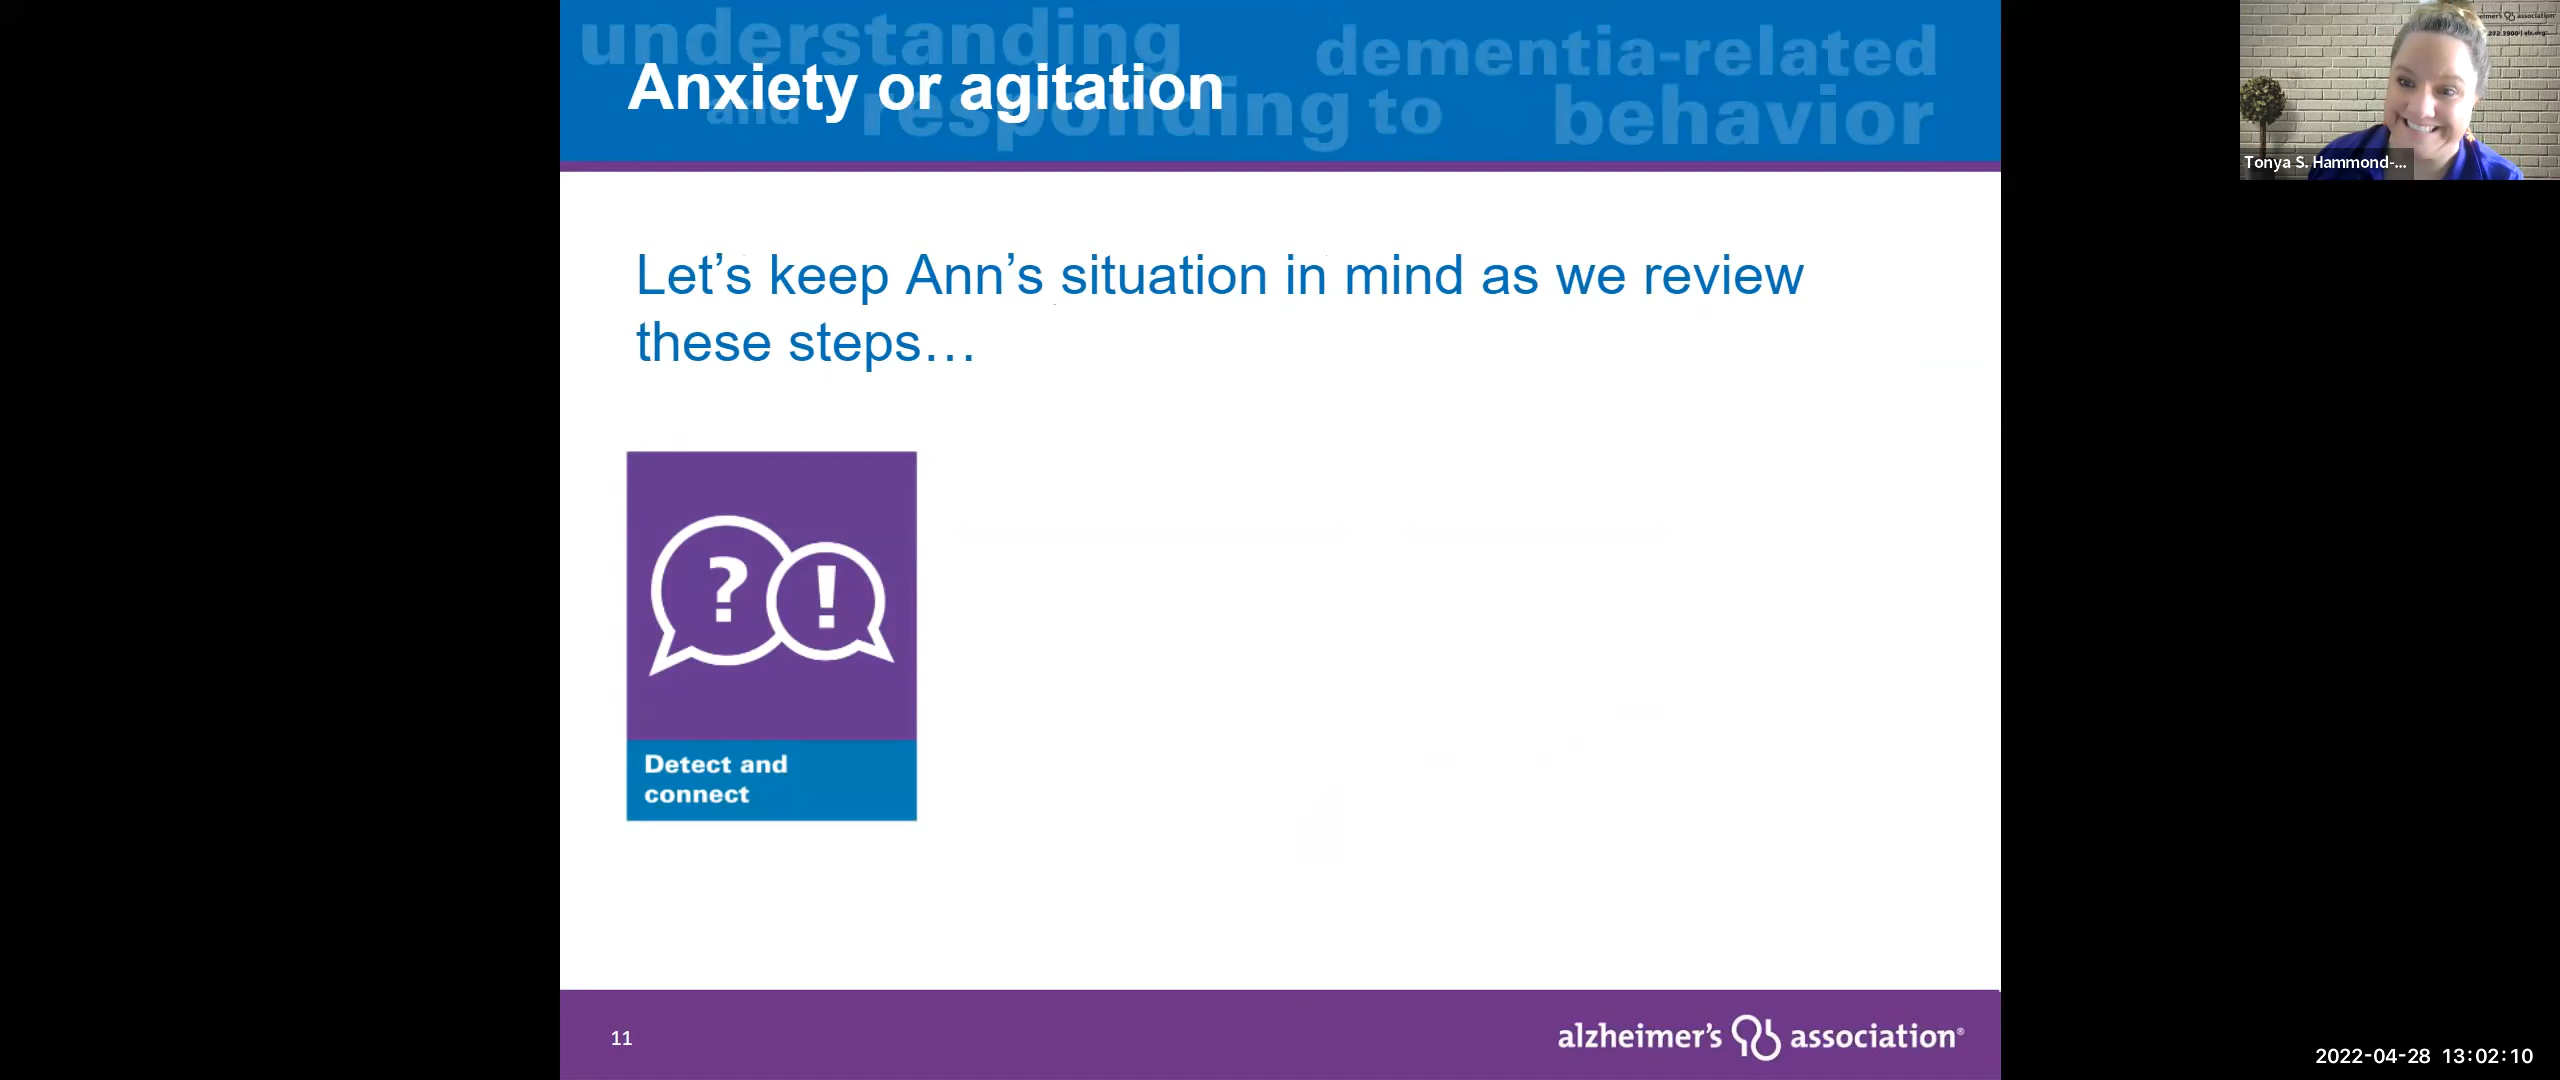 understanding
dementia-related
Anxiety or agitation
and responding to
behavior
Let’s keep Ann’s situation in mind as we review
these steps…
? !
Detect and
connect
11
alzheimer's association®
association
Tonya S. Hammond-...
2022-04-28 13:02:10